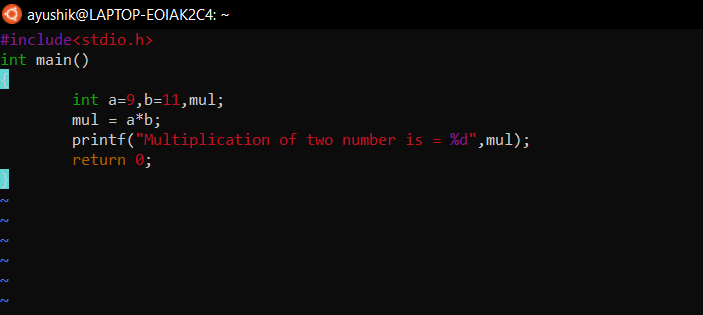 ayushik@LAPTOP-EOIAK2C4: ~
#include<stdio.h>
int main()
{
        int a=9,b=11,mul;
        mul = a*b;
        printf("Multiplication of two number is = %d",mul);
        return 0;
}
~
~
~
~
~
~